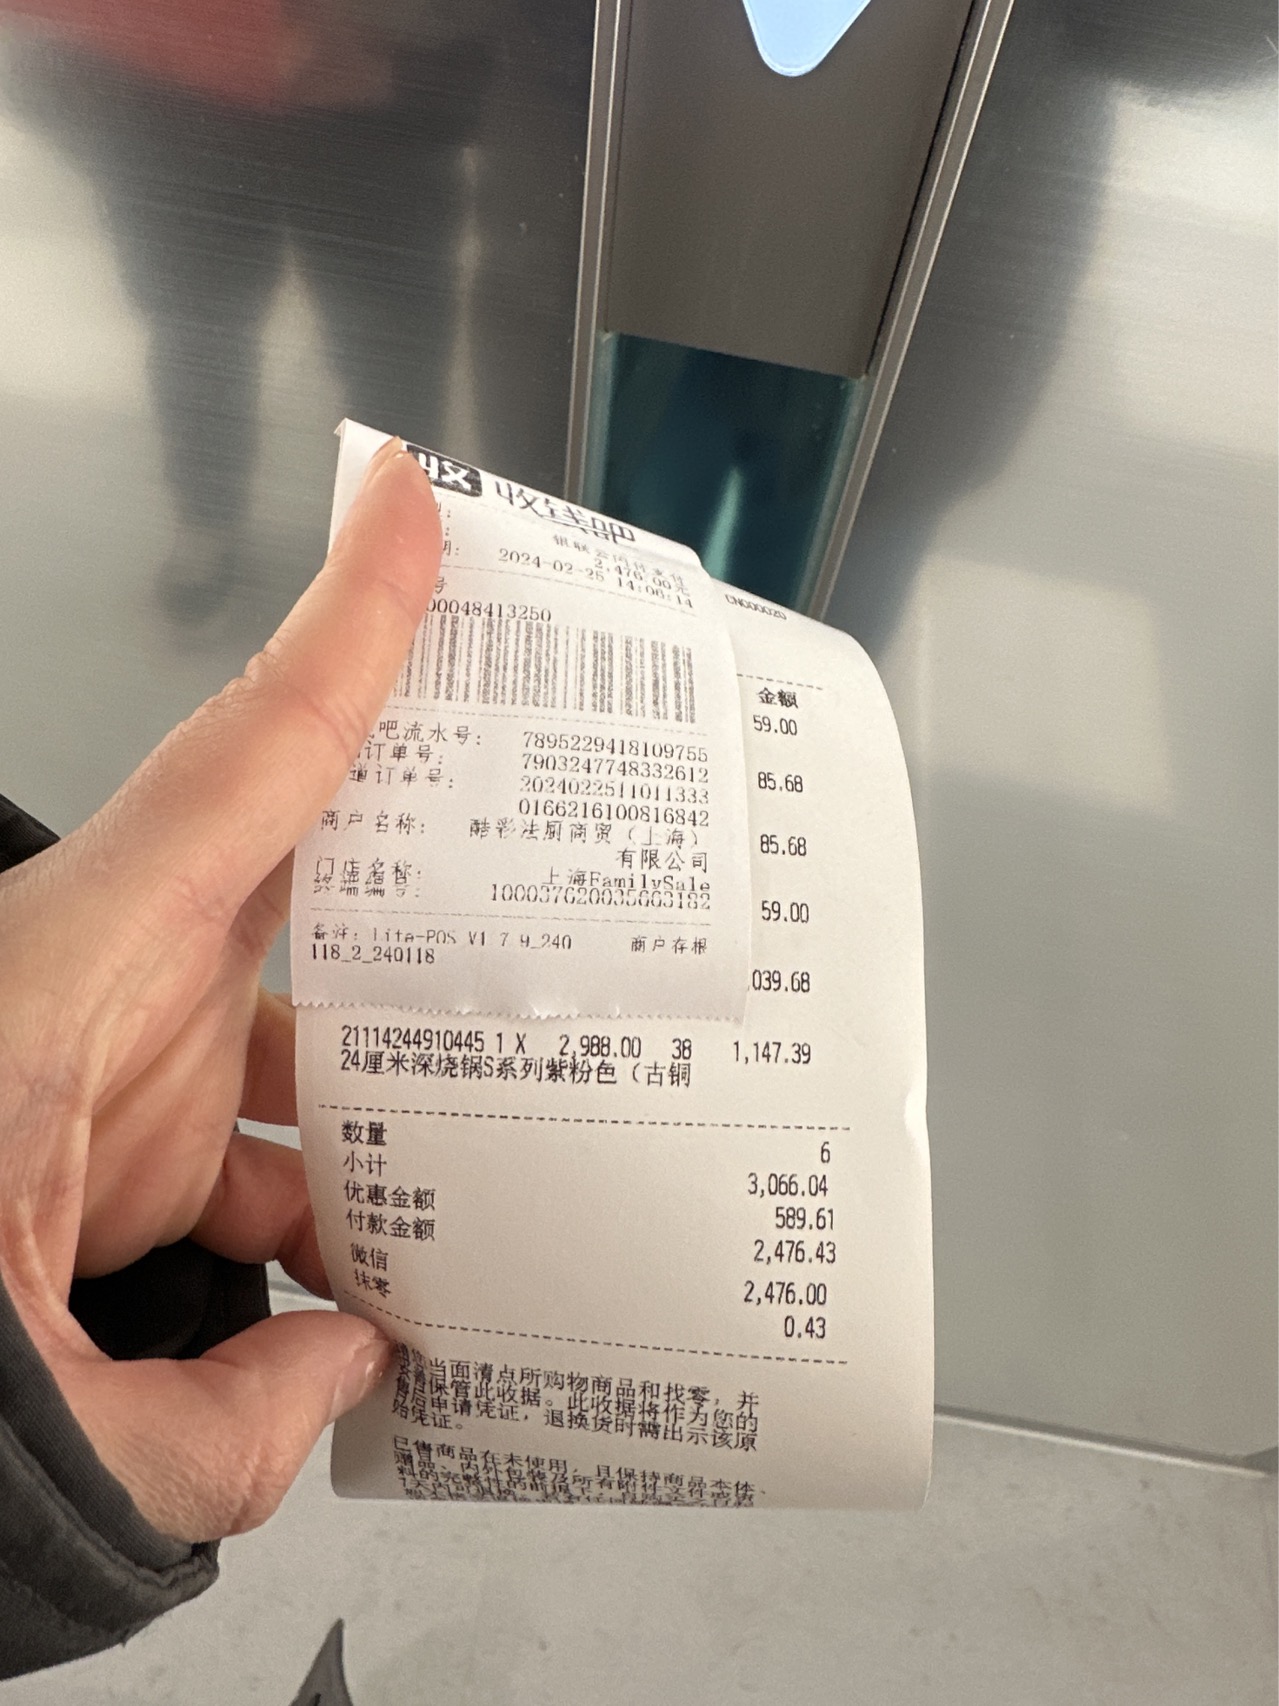 收 收钱吧
银联云闪付支付
2,476.00元
2024-02-25 14:08:14
号
00048413250
吧流水号: 7895229418109755
订单号: 7903247748332612
道订单号: 2024022511011333
0166216100816842
商户名称: 酷彩法厨商贸(上海)
有限公司
门店名称: 上海FamilySale
终端编号: 100037620035663182
备注: Lite-POS V1.7.9_240 商户存根
118_2_240118
CN000020
金额
59.00
85.68
85.68
59.00
,039.68
21114244910445 1 X 2,988.00 38 1,147.39
24厘米深烧锅S系列紫粉色(古铜
数量 6
小计 3,066.04
优惠金额 589.61
付款金额 2,476.43
微信 2,476.00
抹零 0.43
当面清点所购物商品和找零,并
保管此收据。此收据将作为您的
售后申请凭证,退换货时需出示该原
始凭证。
已售商品在未使用,且保持商品本体、